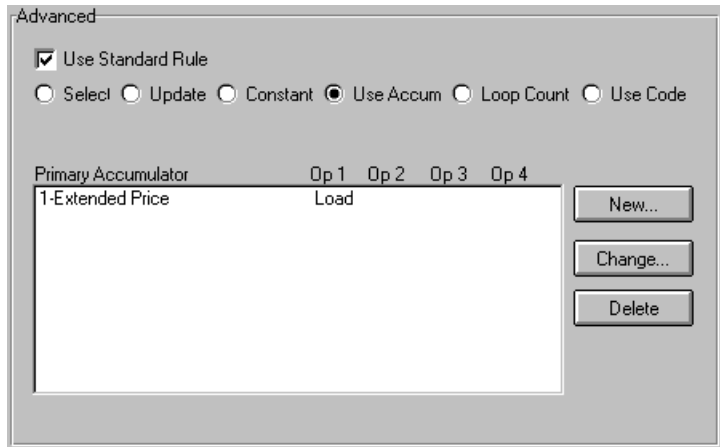 Advanced
Use Standard Rule
Select Update Constant Use Accum Loop Count Use Code
Primary Accumulator Op 1 Op 2 Op 3 Op 4
1-Extended Price Load
New...
Change...
Delete